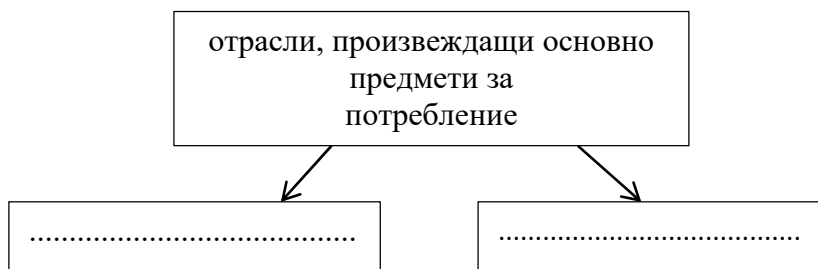 отрасли, произвеждащи основно
предмети за
потребление
......................................... ......................................